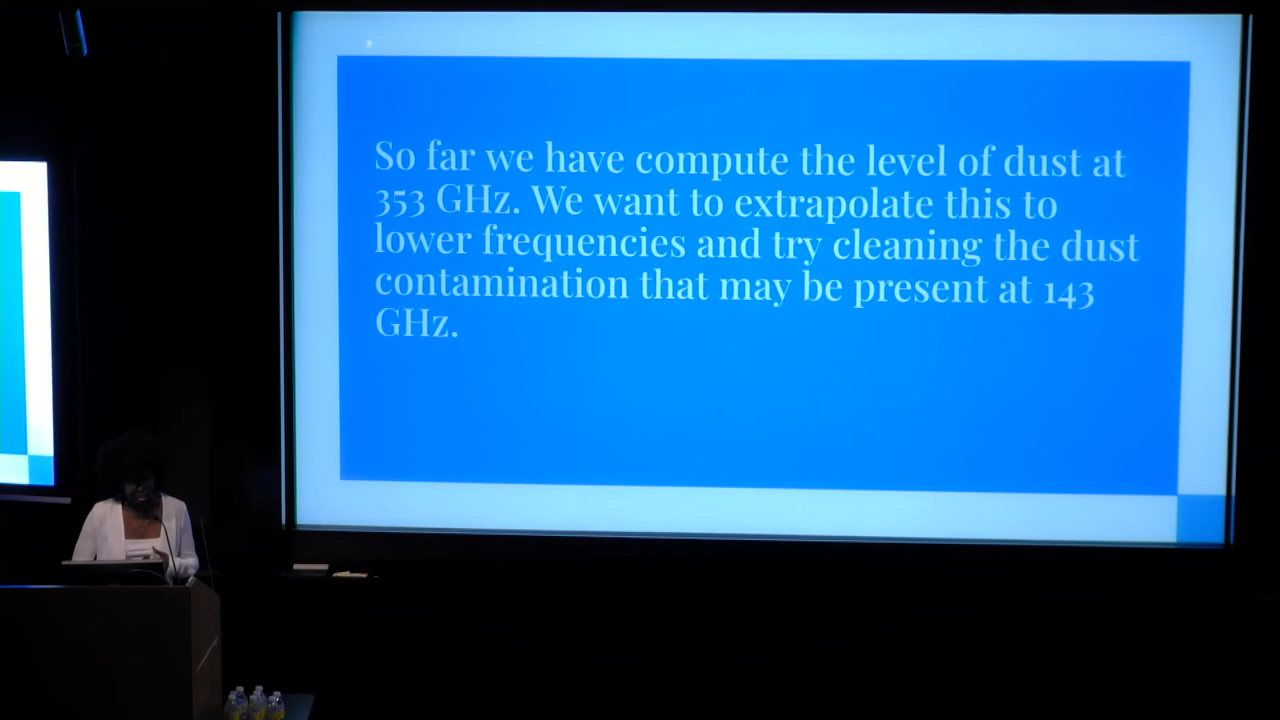 So far we have compute the level of dust at
353 GHz. We want to extrapolate this to
lower frequencies and try cleaning the dust
contamination that may be present at 143
GHz.